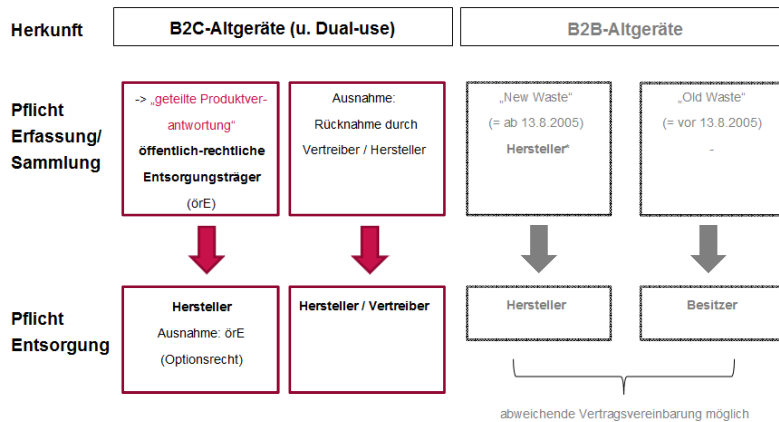 Herkunft
B2C-Altgeräte (u. Dual-use)
B2B-Altgeräte
Pflicht
Erfassung/
Sammlung
-> „geteilte Produktver-
antwortung“
öffentlich-rechtliche
Entsorgungsträger
(örE)
Ausnahme:
Rücknahme durch
Vertreiber / Hersteller
„New Waste“
(= ab 13.8.2005)
Hersteller*
„Old Waste“
(= vor 13.8.2005)
-
Pflicht
Entsorgung
Hersteller
Ausnahme: örE
(Optionsrecht)
Hersteller / Vertreiber
Hersteller
Besitzer
abweichende Vertragsvereinbarung möglich